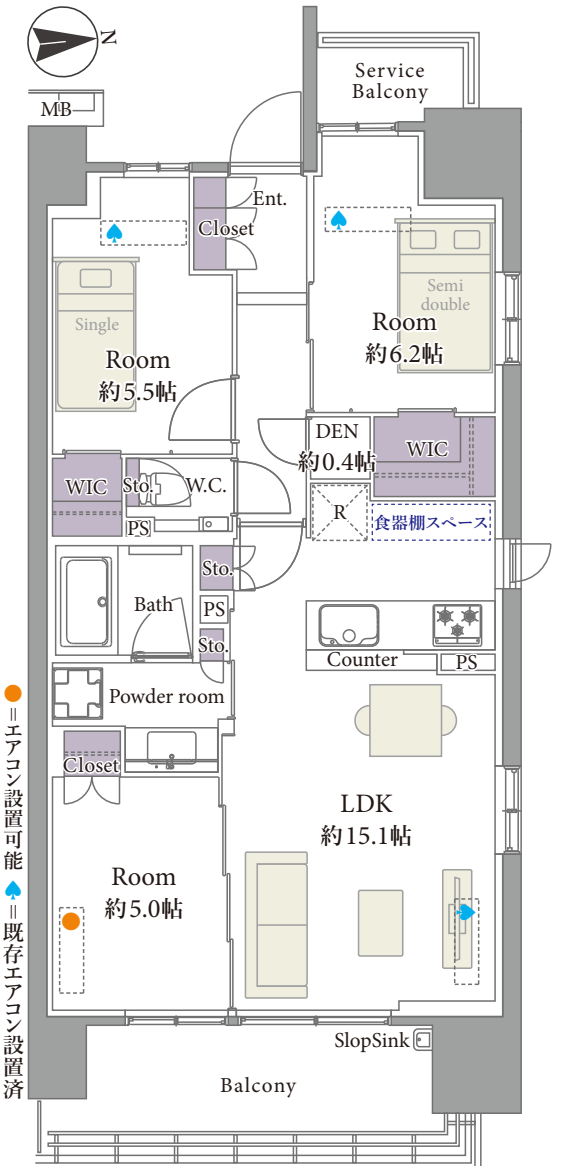 N
MB
Service
Balcony
Ent.
Closet
Single
Room
約5.5帖
Semi
double
Room
約6.2帖
DEN
約0.4帖
WIC
WIC
Sto.
W.C.
PS
R
食器棚スペース
Sto.
Bath
PS
Sto.
Counter
PS
Powder room
Closet
LDK
約15.1帖
Room
約5.0帖
SlopSink
Balcony
=エアコン設置可能
=既存エアコン設置済